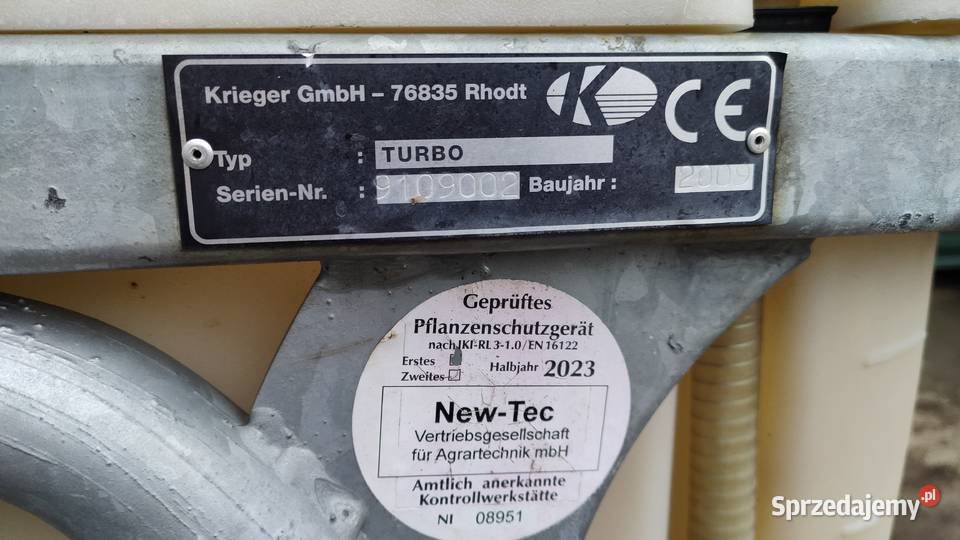 Krieger GmbH – 76835 Rhodt
K CE
Typ : TURBO
Serien-Nr. : 9109002 Baujahr : 2009
Geprüftes
Pflanzenschutzgerät
nach JKI-RL 3-1.0/EN 16122
Erstes
Zweites
Halbjahr 2023
New-Tec
Vertriebsgesellschaft
für Agrartechnik mbH
Amtlich anerkannte
Kontrollwerkstätte
NI 08951
Sprzedajemy.pl